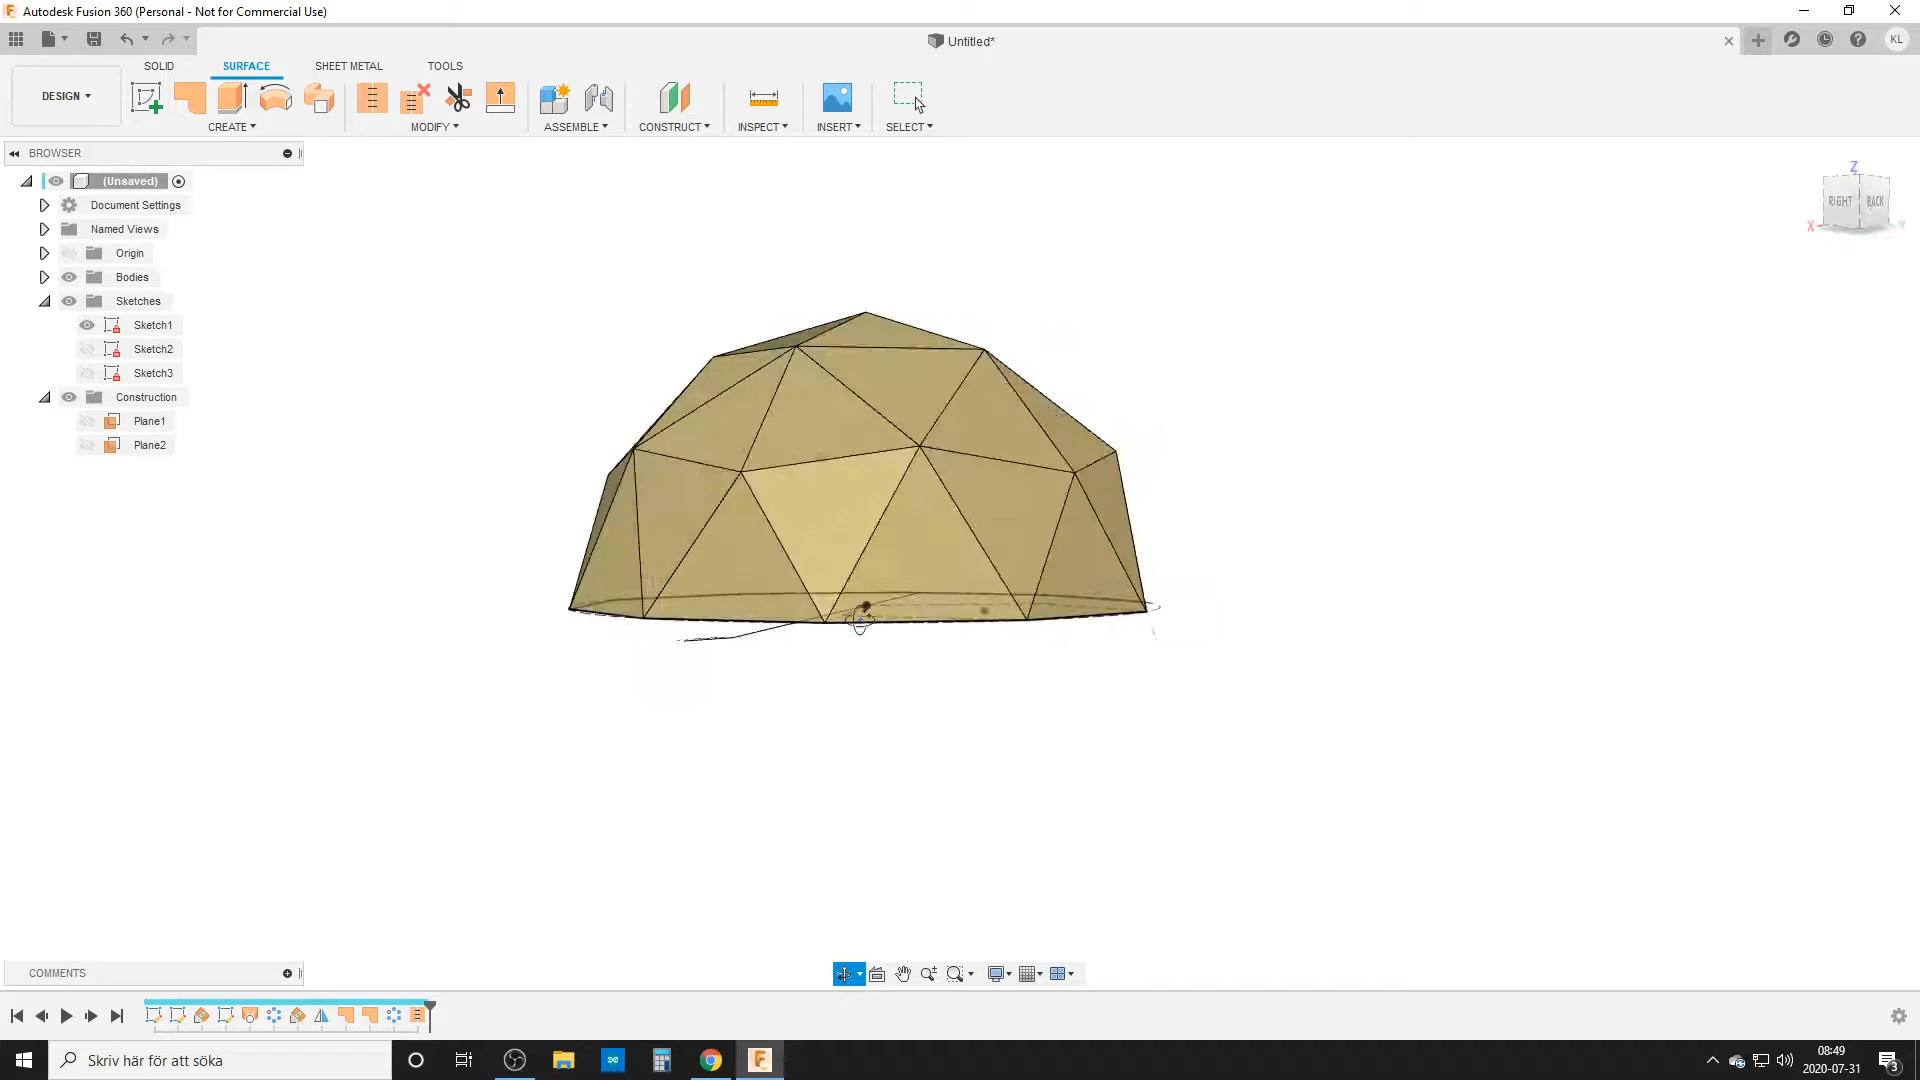 Autodesk Fusion 360 (Personal - Not for Commercial Use)
Untitled*
KL
SOLID
SURFACE
SHEET METAL
TOOLS
DESIGN
CREATE
MODIFY
ASSEMBLE
CONSTRUCT
INSPECT
INSERT
SELECT
BROWSER
(Unsaved)
Document Settings
Named Views
Origin
Bodies
Sketches
Sketch1
Sketch2
Sketch3
Construction
Plane1
Plane2
Z
RIGHT
BACK
X
COMMENTS
Skriv här för att söka
08:49
2020-07-31
3